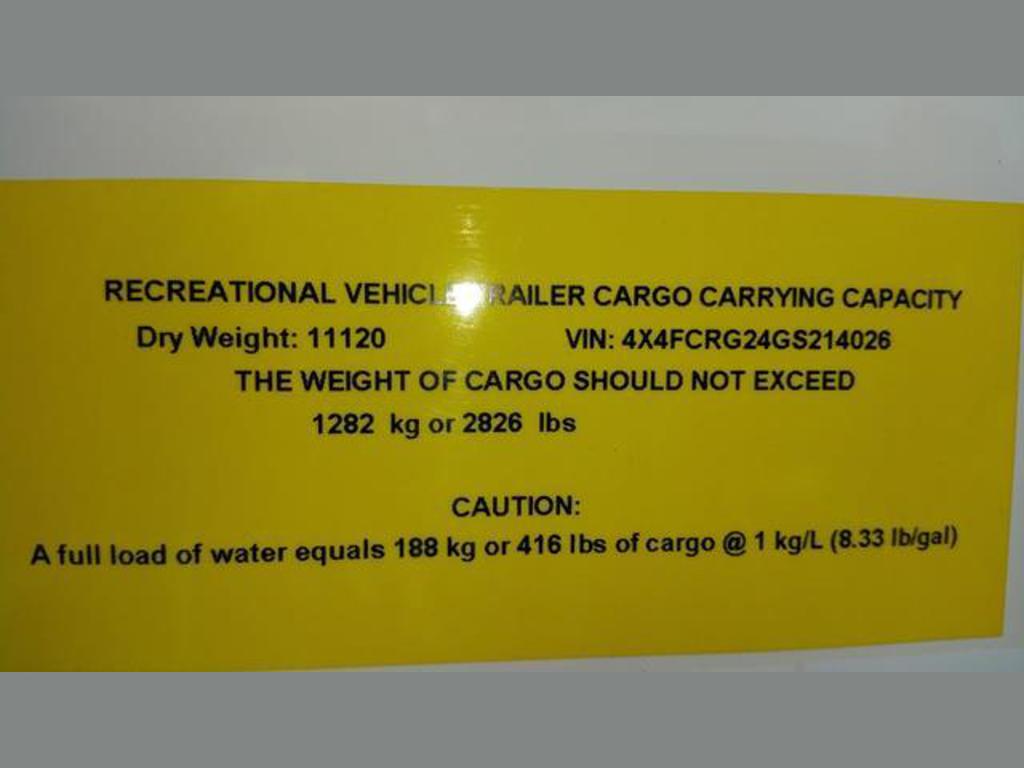 RECREATIONAL VEHICLE TRAILER CARGO CARRYING CAPACITY
Dry Weight: 11120 VIN: 4X4FCRG24GS214026
THE WEIGHT OF CARGO SHOULD NOT EXCEED
1282 kg or 2826 lbs
CAUTION:
A full load of water equals 188 kg or 416 lbs of cargo @ 1 kg/L (8.33 lb/gal)